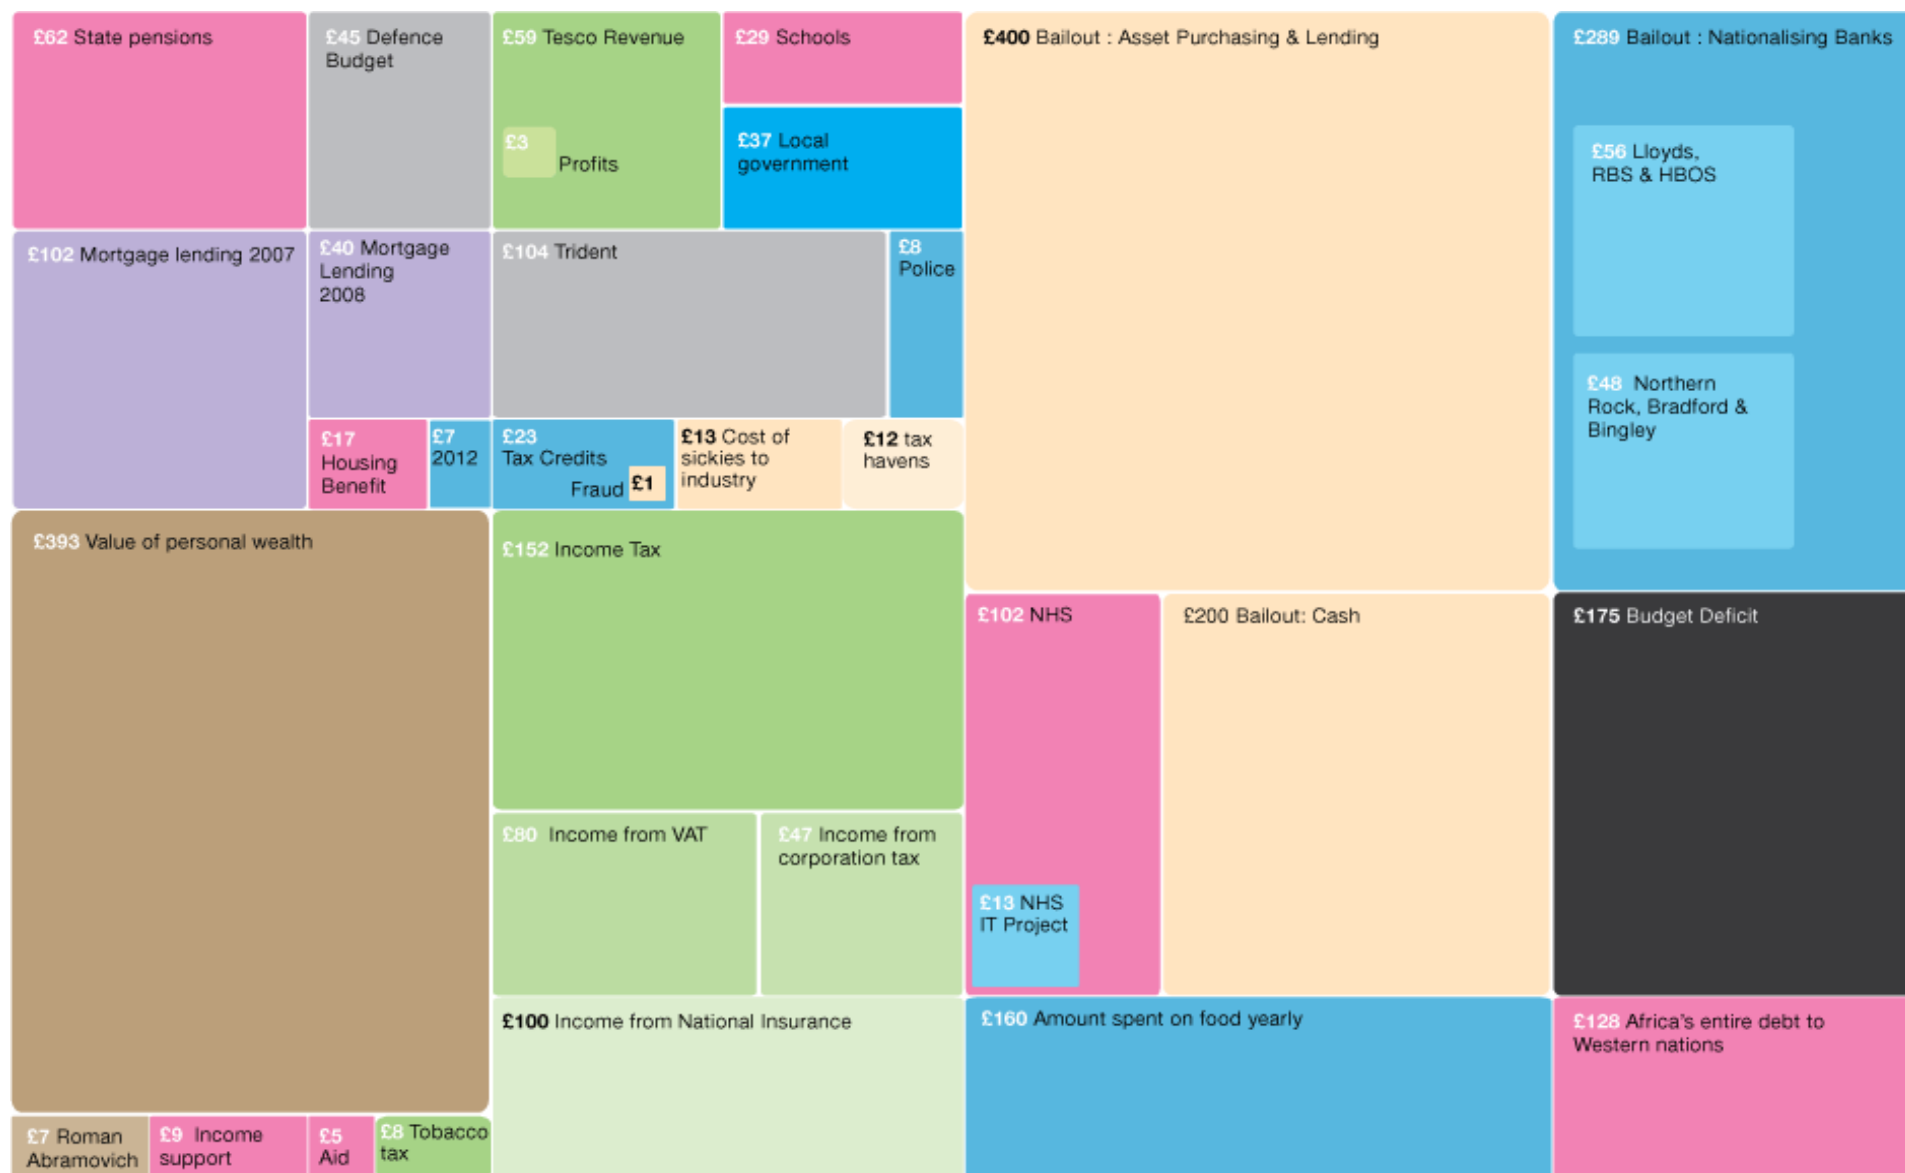 £62 State pensions
£45 Defence
Budget
£59 Tesco Revenue
£3
Profits
£29 Schools
£37 Local
government
£400 Bailout : Asset Purchasing & Lending
£289 Bailout : Nationalising Banks
£56 Lloyds,
RBS & HBOS
£48 Northern
Rock, Bradford &
Bingley
£102 Mortgage lending 2007
£40 Mortgage
Lending
2008
£104 Trident
£8
Police
£17
Housing
Benefit
£7
2012
£23
Tax Credits
Fraud £1
£13 Cost of
sickies to
industry
£12 tax
havens
£393 Value of personal wealth
£152 Income Tax
£102 NHS
£13 NHS
IT Project
£200 Bailout: Cash
£175 Budget Deficit
£80 Income from VAT
£47 Income from
corporation tax
£100 Income from National Insurance
£160 Amount spent on food yearly
£128 Africa's entire debt to
Western nations
£7 Roman
Abramovich
£9 Income
support
£5
Aid
£8 Tobacco
tax